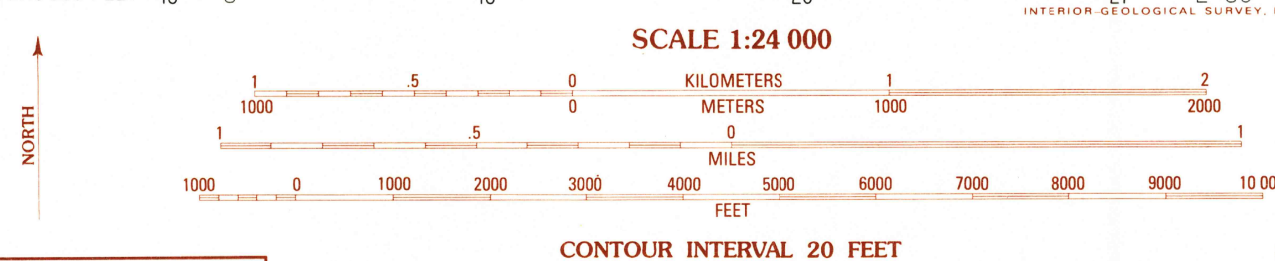 INTERIOR-GEOLOGICAL SURVEY,
SCALE 1:24 000
NORTH
1 .5 0 KILOMETERS 1 2
1000 0 METERS 1000 2000
1 .5 0 1
MILES
1000 0 1000 2000 3000 4000 5000 6000 7000 8000 9000 10 00
FEET
CONTOUR INTERVAL 20 FEET